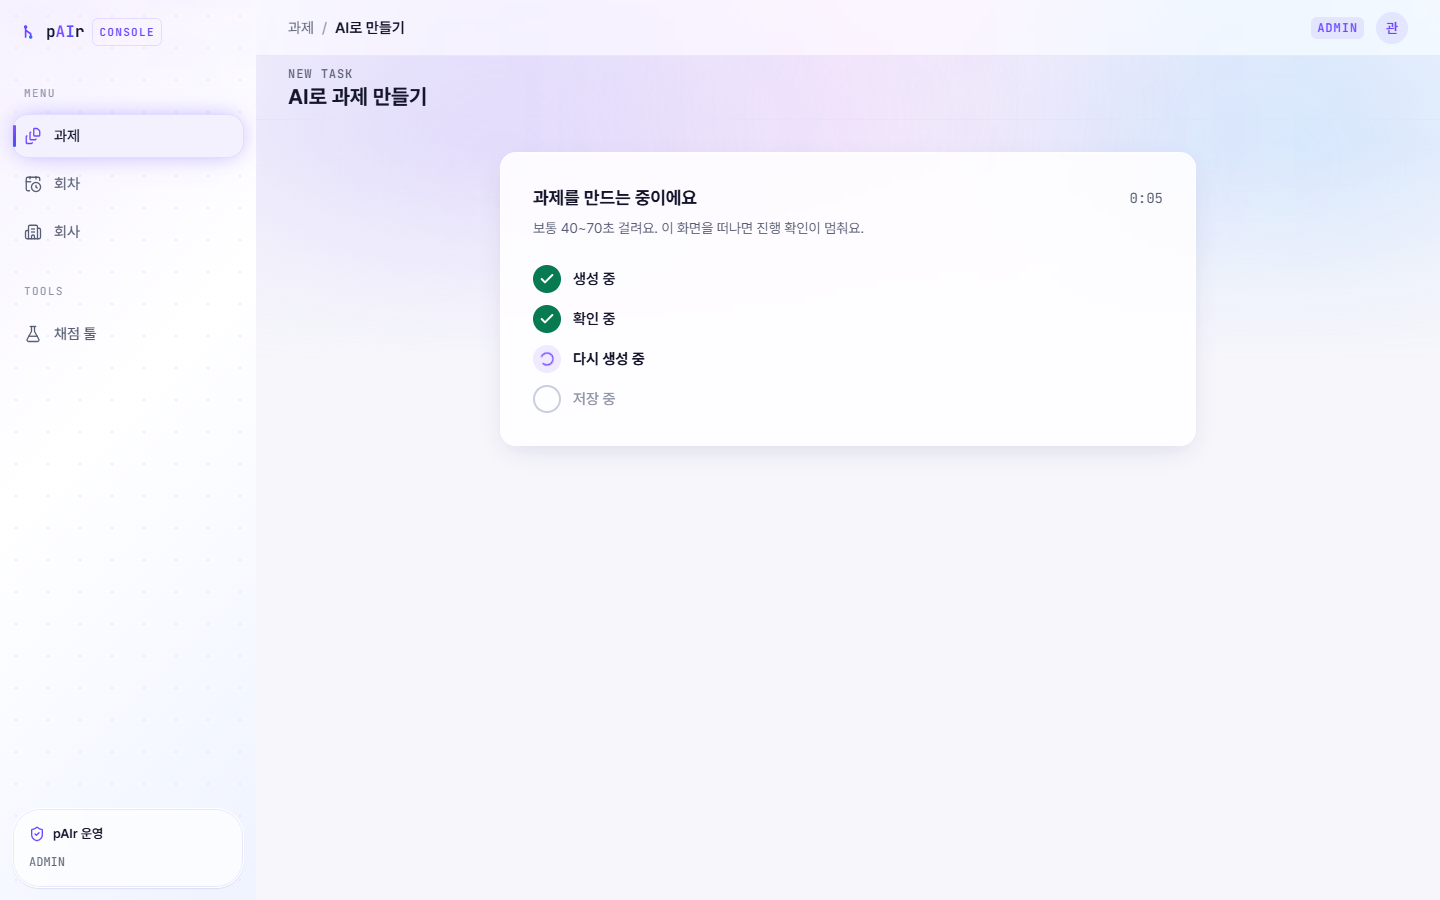 pAIr CONSOLE
MENU
과제
회차
회사
TOOLS
채점 툴
pAIr 운영
ADMIN
과제 / AI로 만들기
ADMIN 관
NEW TASK
AI로 과제 만들기
과제를 만드는 중이에요 0:05
보통 40~70초 걸려요. 이 화면을 떠나면 진행 확인이 멈춰요.
생성 중
확인 중
다시 생성 중
저장 중